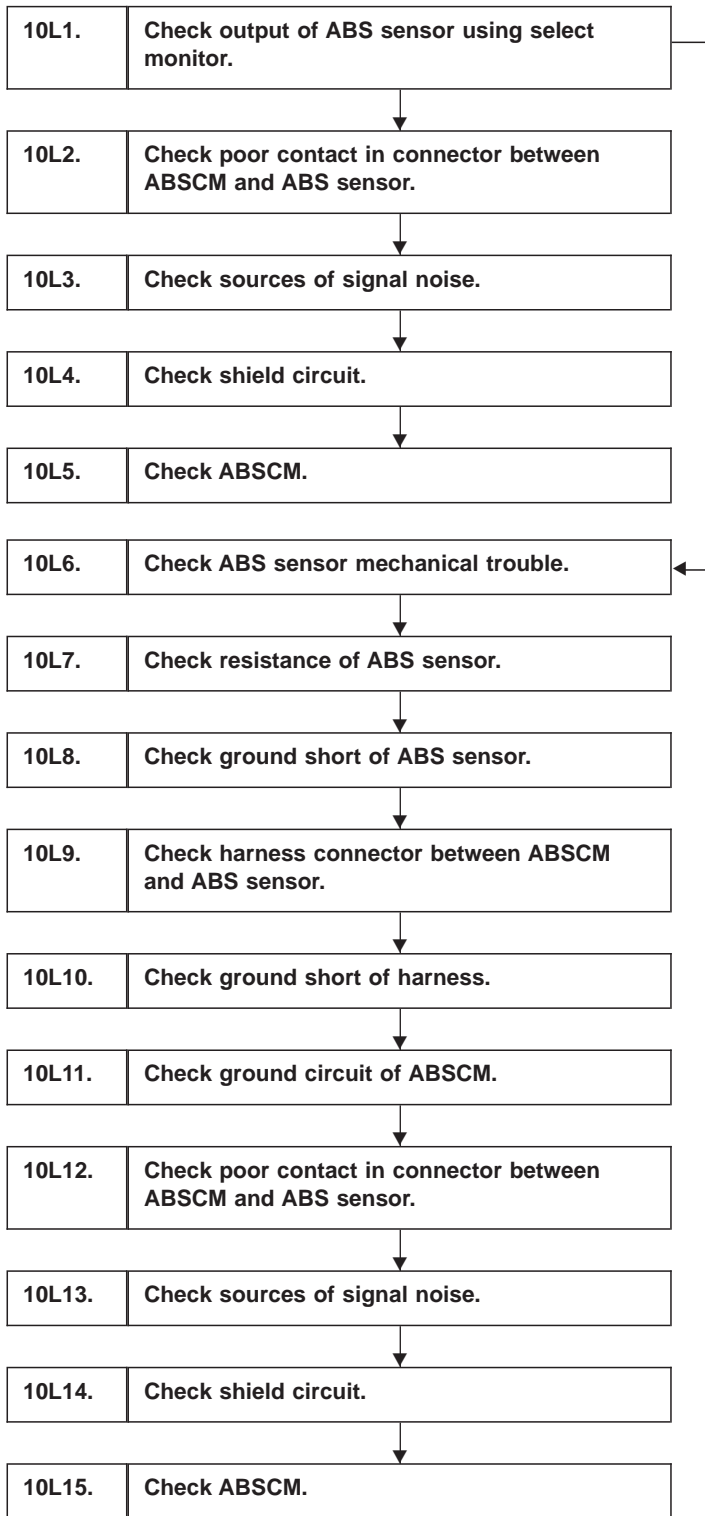 10L1. Check output of ABS sensor using select
monitor.
10L2. Check poor contact in connector between
ABSCM and ABS sensor.
10L3. Check sources of signal noise.
10L4. Check shield circuit.
10L5. Check ABSCM.
10L6. Check ABS sensor mechanical trouble.
10L7. Check resistance of ABS sensor.
10L8. Check ground short of ABS sensor.
10L9. Check harness connector between ABSCM
and ABS sensor.
10L10. Check ground short of harness.
10L11. Check ground circuit of ABSCM.
10L12. Check poor contact in connector between
ABSCM and ABS sensor.
10L13. Check sources of signal noise.
10L14. Check shield circuit.
10L15. Check ABSCM.